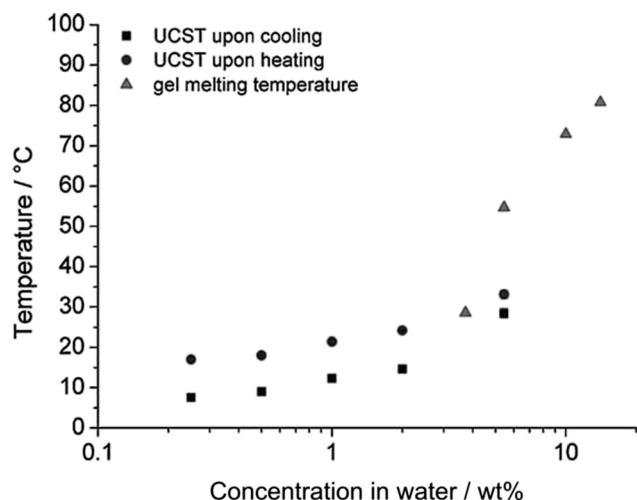 100
90
80
70
60
50
40
30
20
10
0
Temperature / °C
UCST upon cooling
UCST upon heating
gel melting temperature
0.1
1
10
Concentration in water / wt%